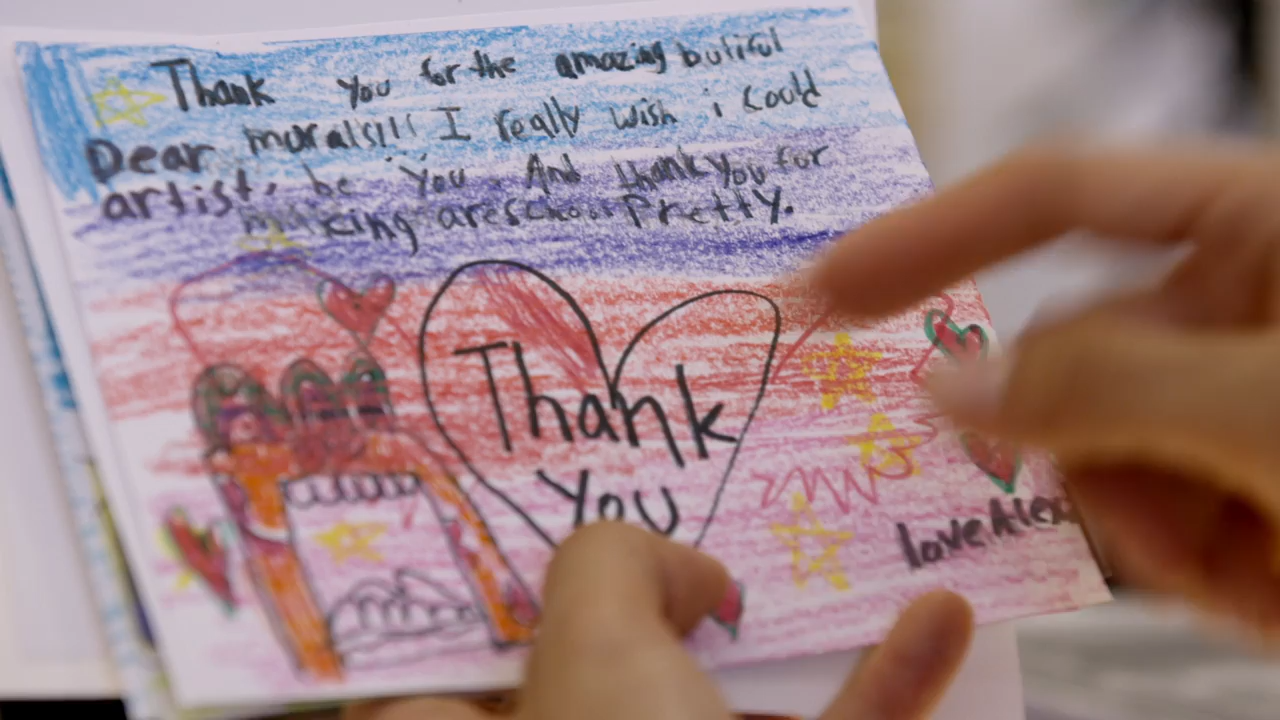 Thank you for the amazing butiful
Dear murals!!! I really wish i could
artist, be you. And thank you for
making are school Pretty.
Thank
You
love Alex